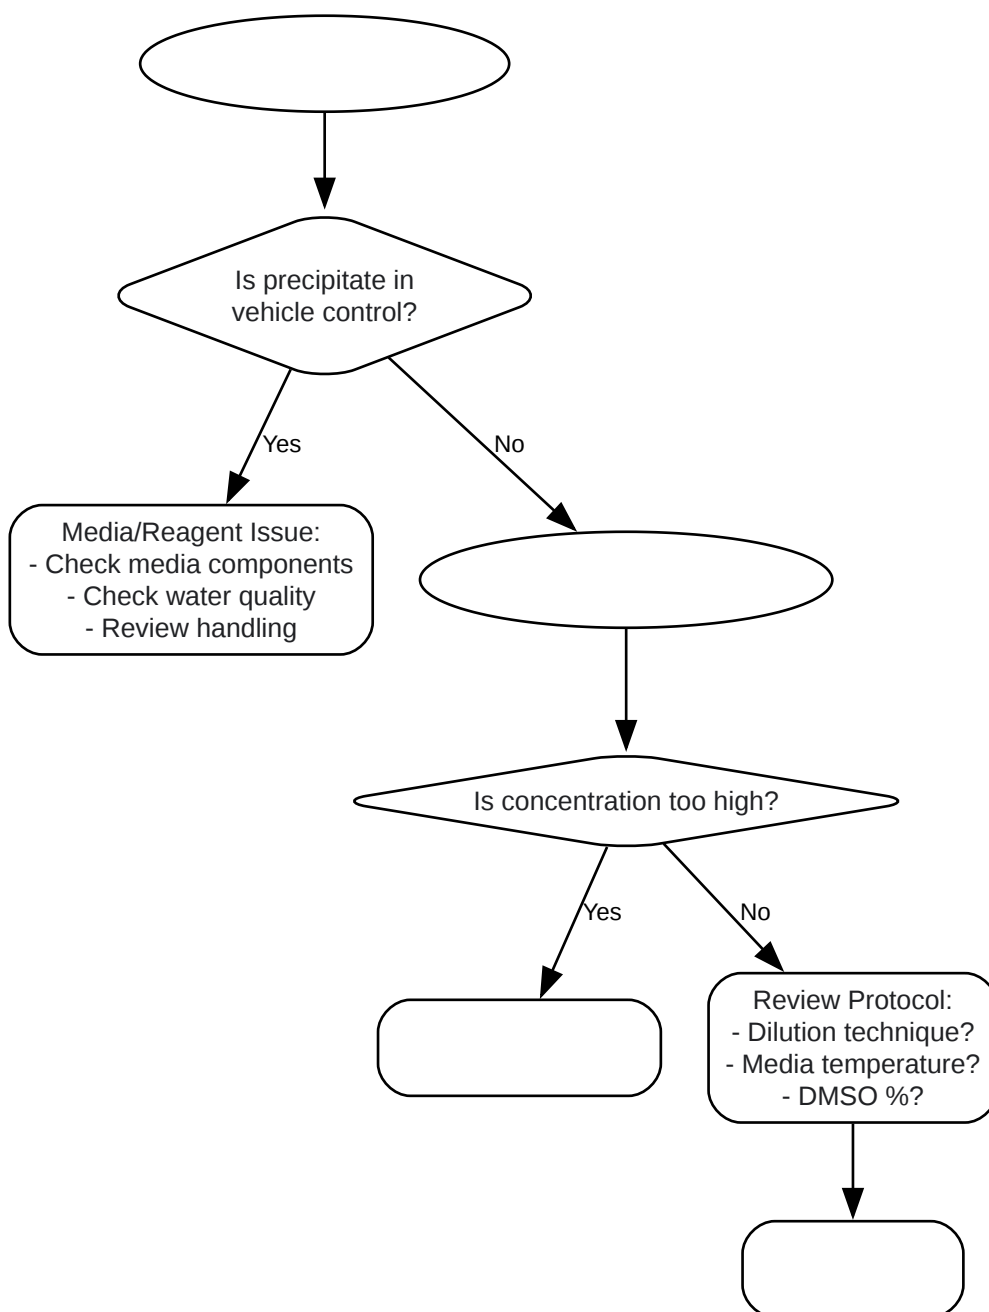 Is precipitate in
vehicle control?
Yes
No
Media/Reagent Issue:
- Check media components
- Check water quality
- Review handling
Is concentration too high?
Yes
No
Review Protocol:
- Dilution technique?
- Media temperature?
- DMSO %?